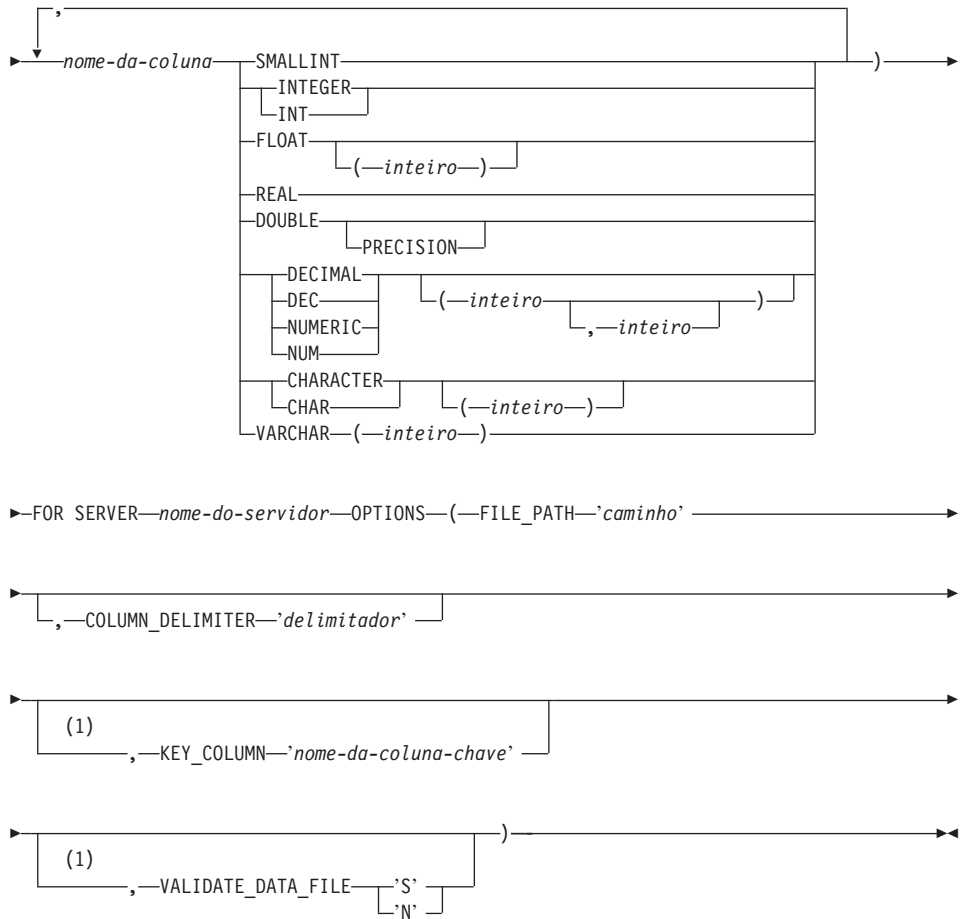 ,
nome-da-coluna SMALLINT )
INTEGER
INT
FLOAT
( inteiro )
REAL
DOUBLE
PRECISION
DECIMAL
DEC ( inteiro )
NUMERIC , inteiro
NUM
CHARACTER
CHAR ( inteiro )
VARCHAR ( inteiro )
FOR SERVER nome-do-servidor OPTIONS ( FILE_PATH ’caminho’
, COLUMN_DELIMITER ’delimitador’
(1)
, KEY_COLUMN ’nome-da-coluna-chave’
)
(1)
, VALIDATE_DATA_FILE ’S’
’N’